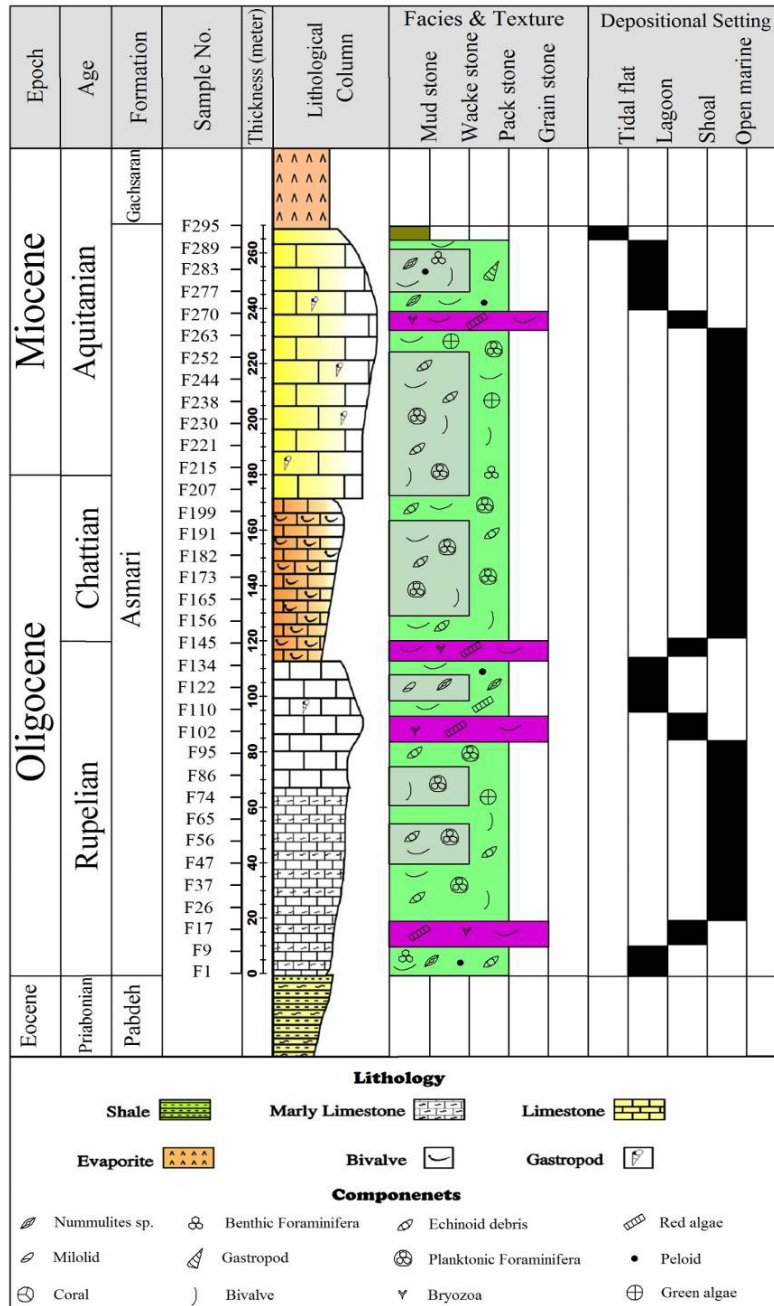 Epoch
Age
Formation
Sample No.
Thickness (meter)
Lithological
Column
Facies & Texture
Mud stone
Wacke stone
Pack stone
Grain stone
Depositional Setting
Tidal flat
Lagoon
Shoal
Open marine
Miocene
Oligocene
Eocene
Aquitanian
Chattian
Rupelian
Priabonian
Gachsaran
Asmari
Pabdeh
F295
F289
F283
F277
F270
F263
F252
F244
F238
F230
F221
F215
F207
F199
F191
F182
F173
F165
F156
F145
F134
F122
F110
F102
F95
F86
F74
F65
F56
F47
F37
F26
F17
F9
F1
260
240
220
200
180
160
140
120
100
80
60
40
20
0
Lithology
Shale Marly Limestone Limestone
Evaporite Bivalve Gastropod
Componenets
Nummulites sp. Benthic Foraminifera Echinoid debris Red algae
Milolid Gastropod Planktonic Foraminifera Peloid
Coral Bivalve Bryozoa Green algae